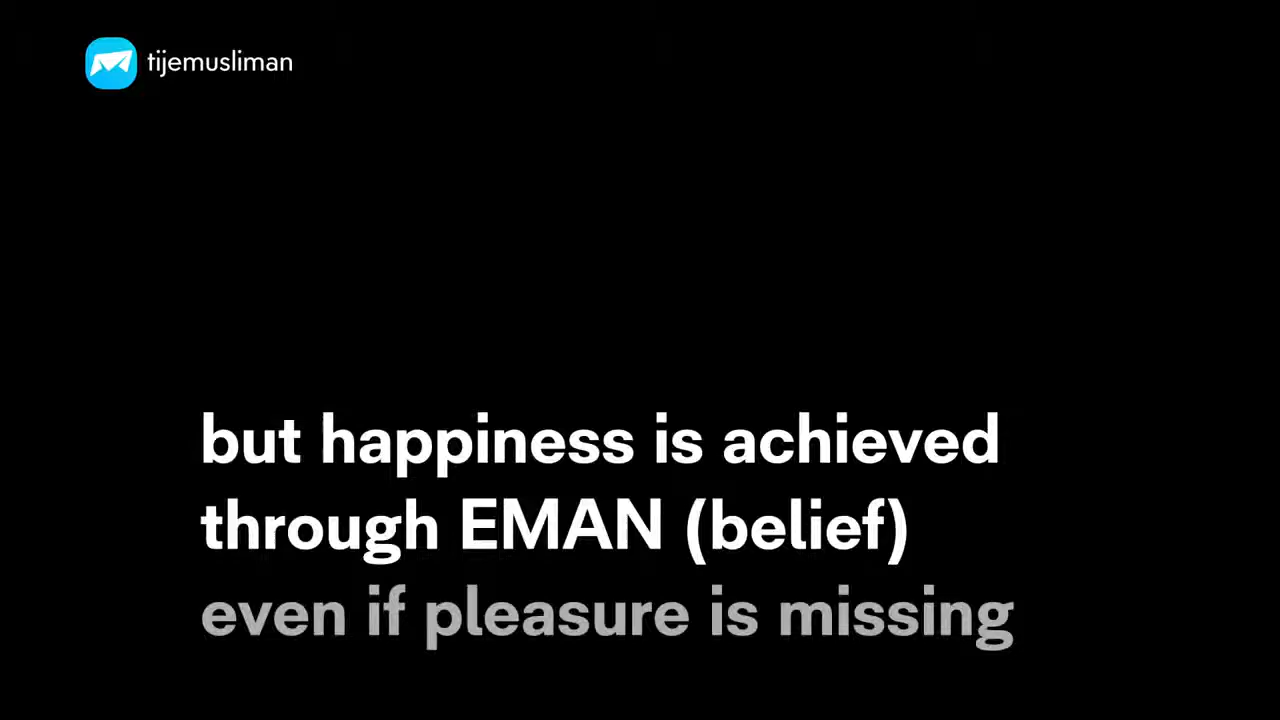 tijemusliman
but happiness is achieved
through EMAN (belief)
even if pleasure is missing